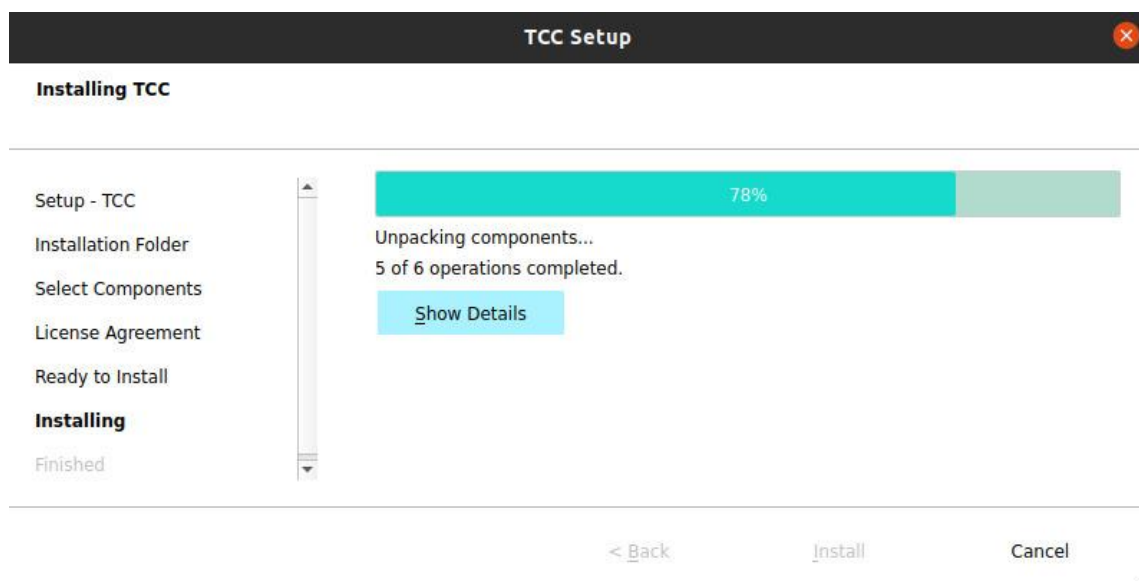 TCC Setup
Installing TCC
Setup - TCC
Installation Folder
Select Components
License Agreement
Ready to Install
Installing
Finished
78%
Unpacking components...
5 of 6 operations completed.
Show Details
< Back
Install
Cancel